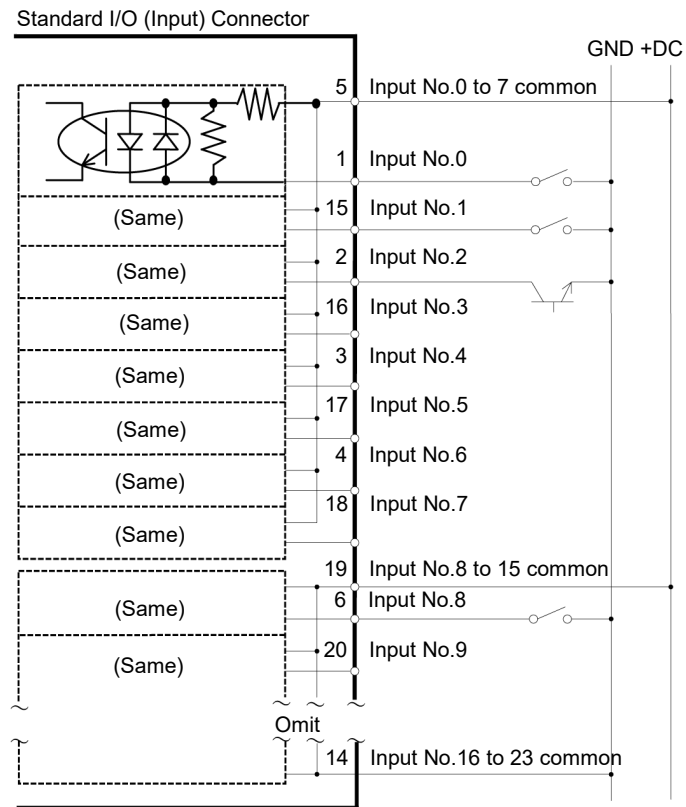 Standard I/O (Input) Connector
GND +DC
5 Input No.0 to 7 common
1 Input No.0
(Same) 15 Input No.1
2 Input No.2
(Same)
16 Input No.3
(Same)
3 Input No.4
(Same)
17 Input No.5
(Same)
4 Input No.6
(Same)
18 Input No.7
(Same)
19 Input No.8 to 15 common
(Same) 6 Input No.8
20 Input No.9
(Same)
Omit
14 Input No.16 to 23 common